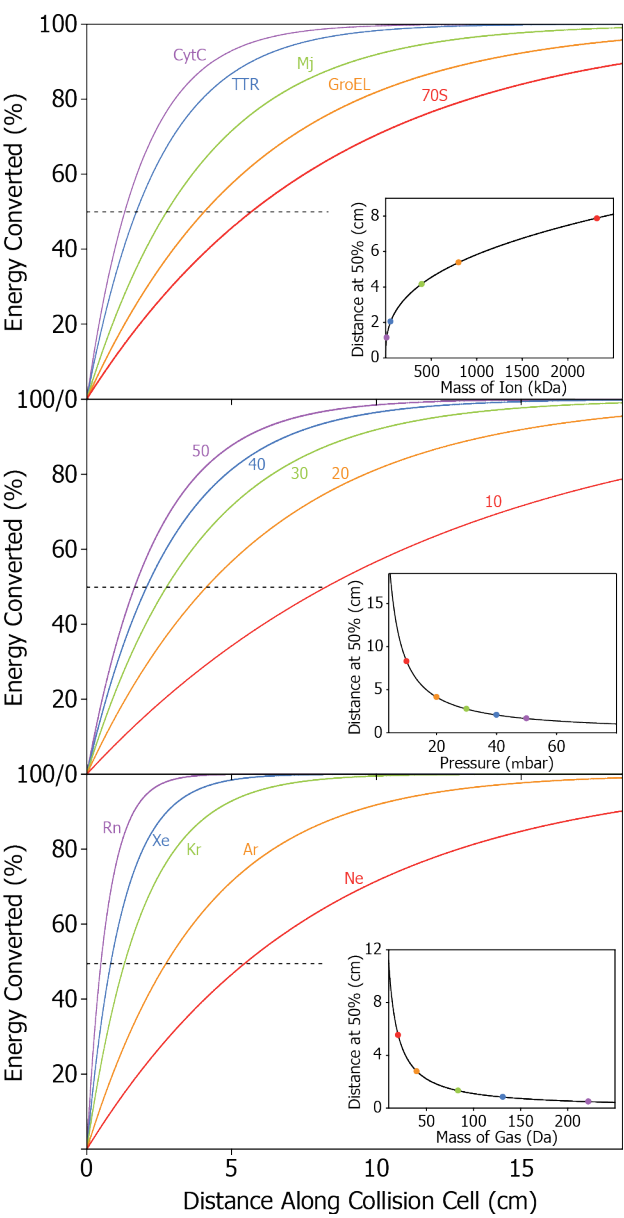 100
80
60
40
20
Energy Converted (%)
CytC
TTR
Mj
GroEL
70S
8
6
4
2
0
Distance at 50% (cm)
500 1000 2000
Mass of Ion (kDa)
100/0
80
60
40
20
Energy Converted (%)
50
40
30
20
10
15
10
5
0
Distance at 50% (cm)
20 40 60
Pressure (mbar)
100/0
80
60
40
20
Energy Converted (%)
Rn
Xe
Kr
Ar
Ne
12
8
4
0
Distance at 50% (cm)
50 100 150 200
Mass of Gas (Da)
0 5 10 15
Distance Along Collision Cell (cm)